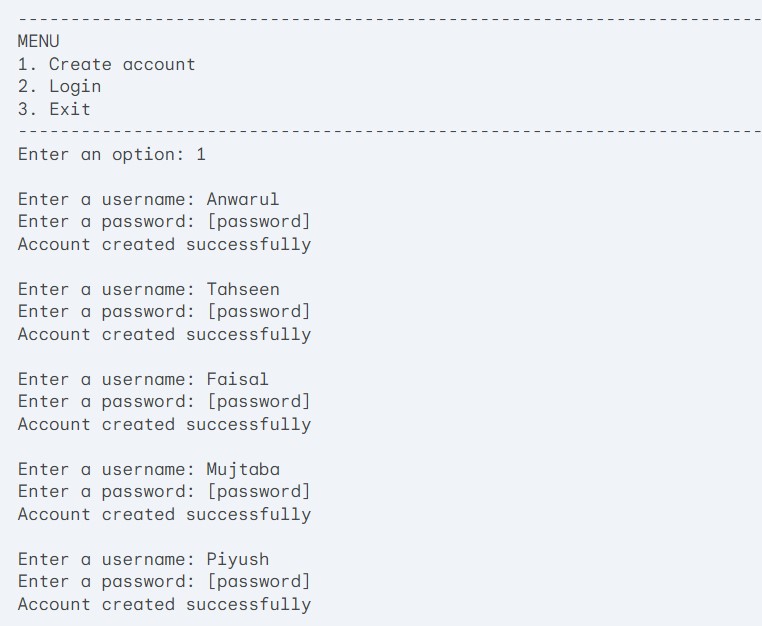 --------------------------------------------------------------------------
MENU
1. Create account
2. Login
3. Exit
--------------------------------------------------------------------------
Enter an option: 1
Enter a username: Anwarul
Enter a password: [password]
Account created successfully
Enter a username: Tahseen
Enter a password: [password]
Account created successfully
Enter a username: Faisal
Enter a password: [password]
Account created successfully
Enter a username: Mujtaba
Enter a password: [password]
Account created successfully
Enter a username: Piyush
Enter a password: [password]
Account created successfully